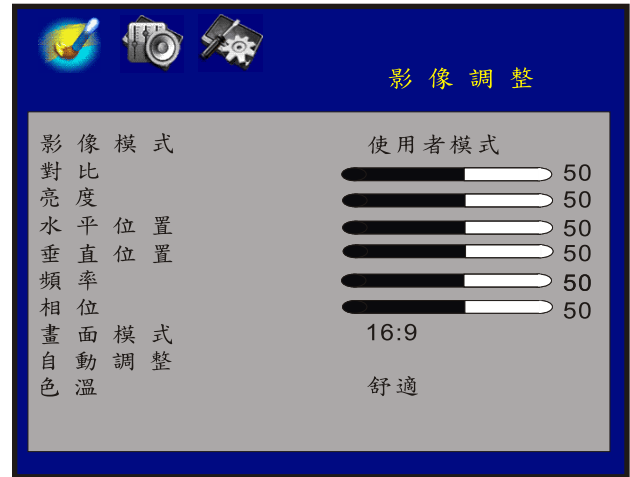 影像調整
影像模式 使用者模式
對比 50
亮度 50
水平位置 50
垂直位置 50
頻率 50
相位 50
畫面模式 16:9
自動調整
色溫 舒適